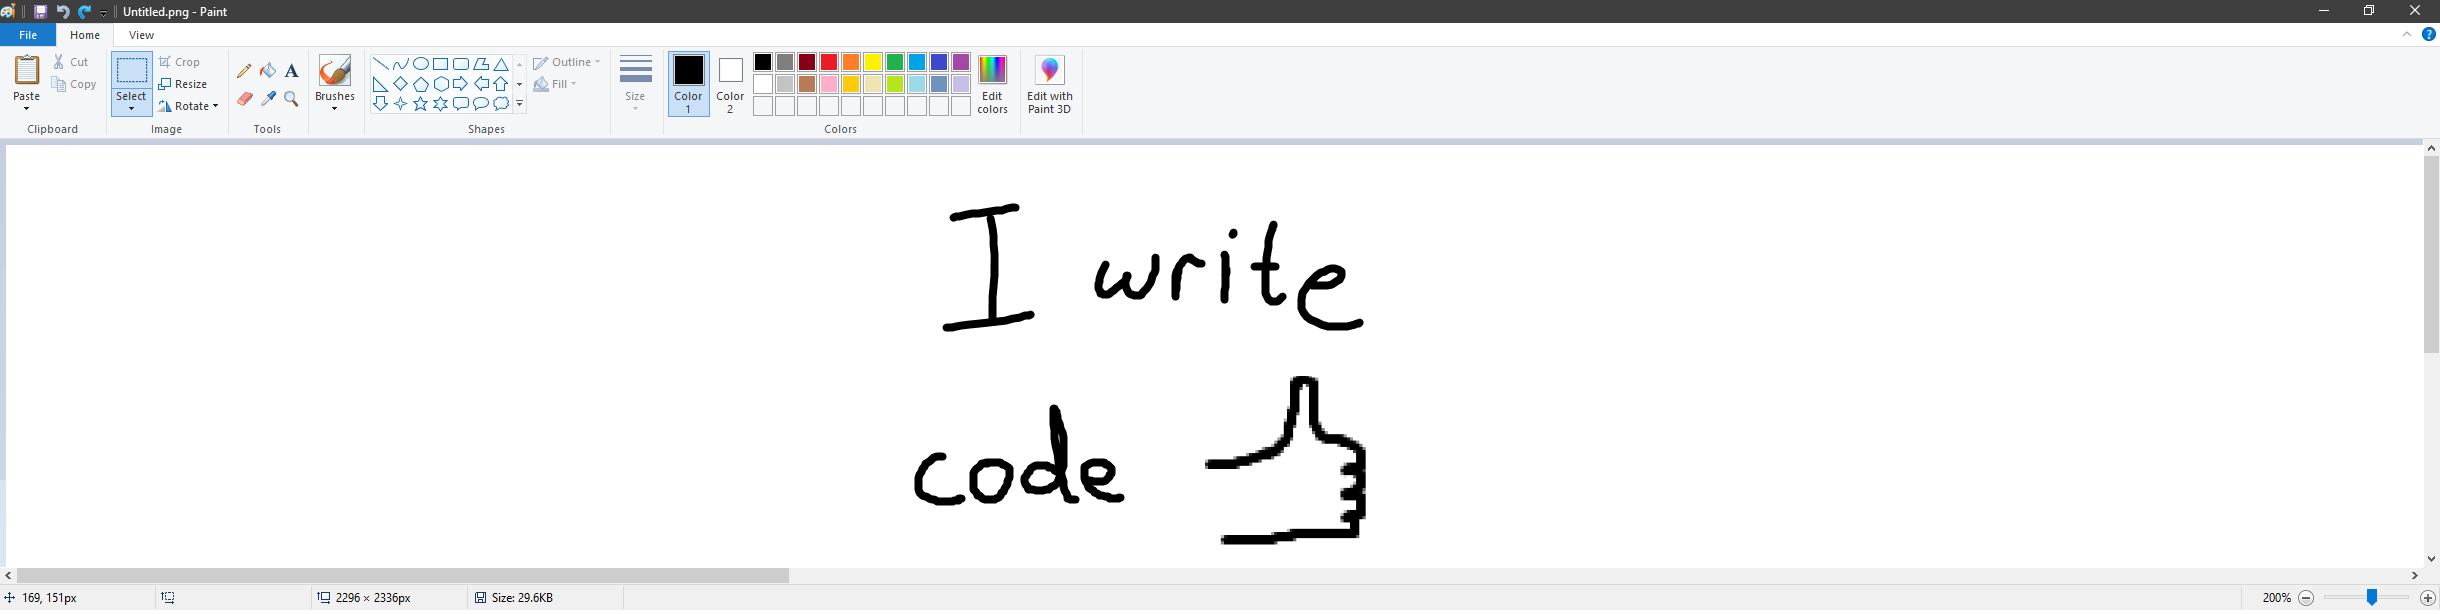 Untitled.png - Paint
File Home View
Paste
Cut
Copy
Clipboard
Select
Crop
Resize
Rotate
Image
A
Tools
Brushes
Shapes
Outline
Fill
Size
Color 1
Color 2
Edit colors
Colors
Edit with Paint 3D
I write
code
169, 151px
2296 × 2336px
Size: 29.6KB
200%